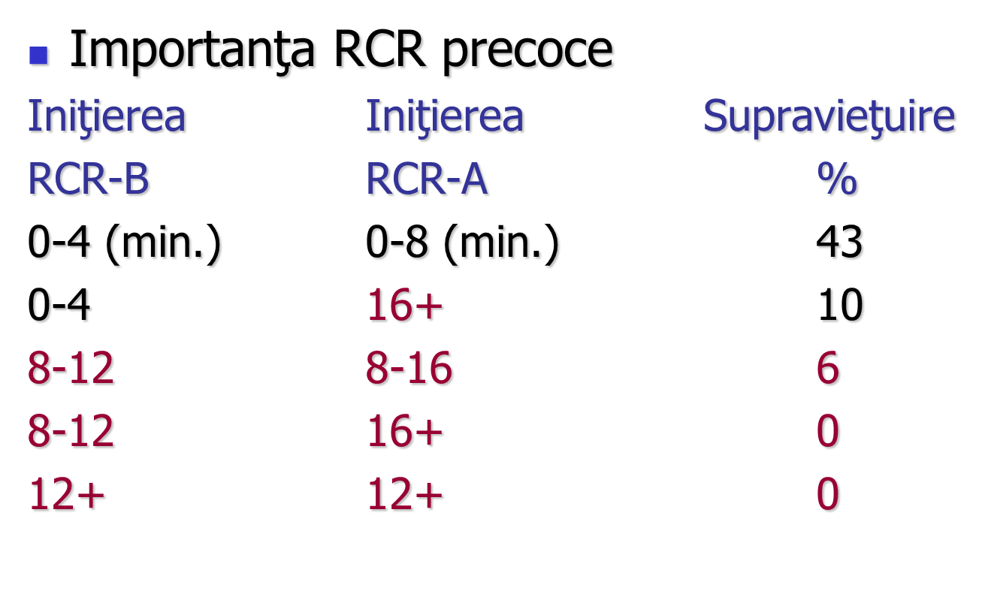 Importanţa RCR precoce
Iniţierea Iniţierea Supravieţuire
RCR-B RCR-A %
0-4 (min.) 0-8 (min.) 43
0-4 16+ 10
8-12 8-16 6
8-12 16+ 0
12+ 12+ 0